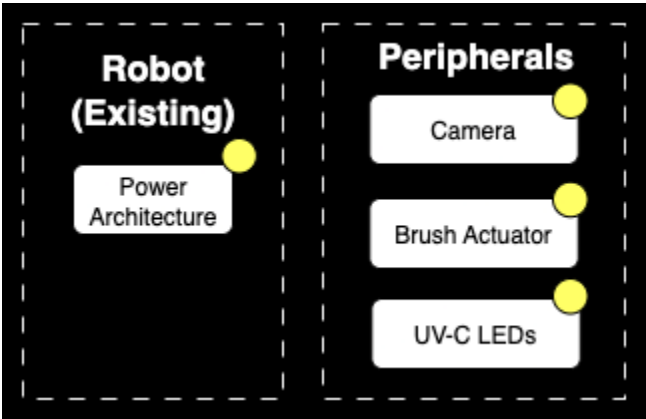 Robot
(Existing)
Power
Architecture
Peripherals
Camera
Brush Actuator
UV-C LEDs